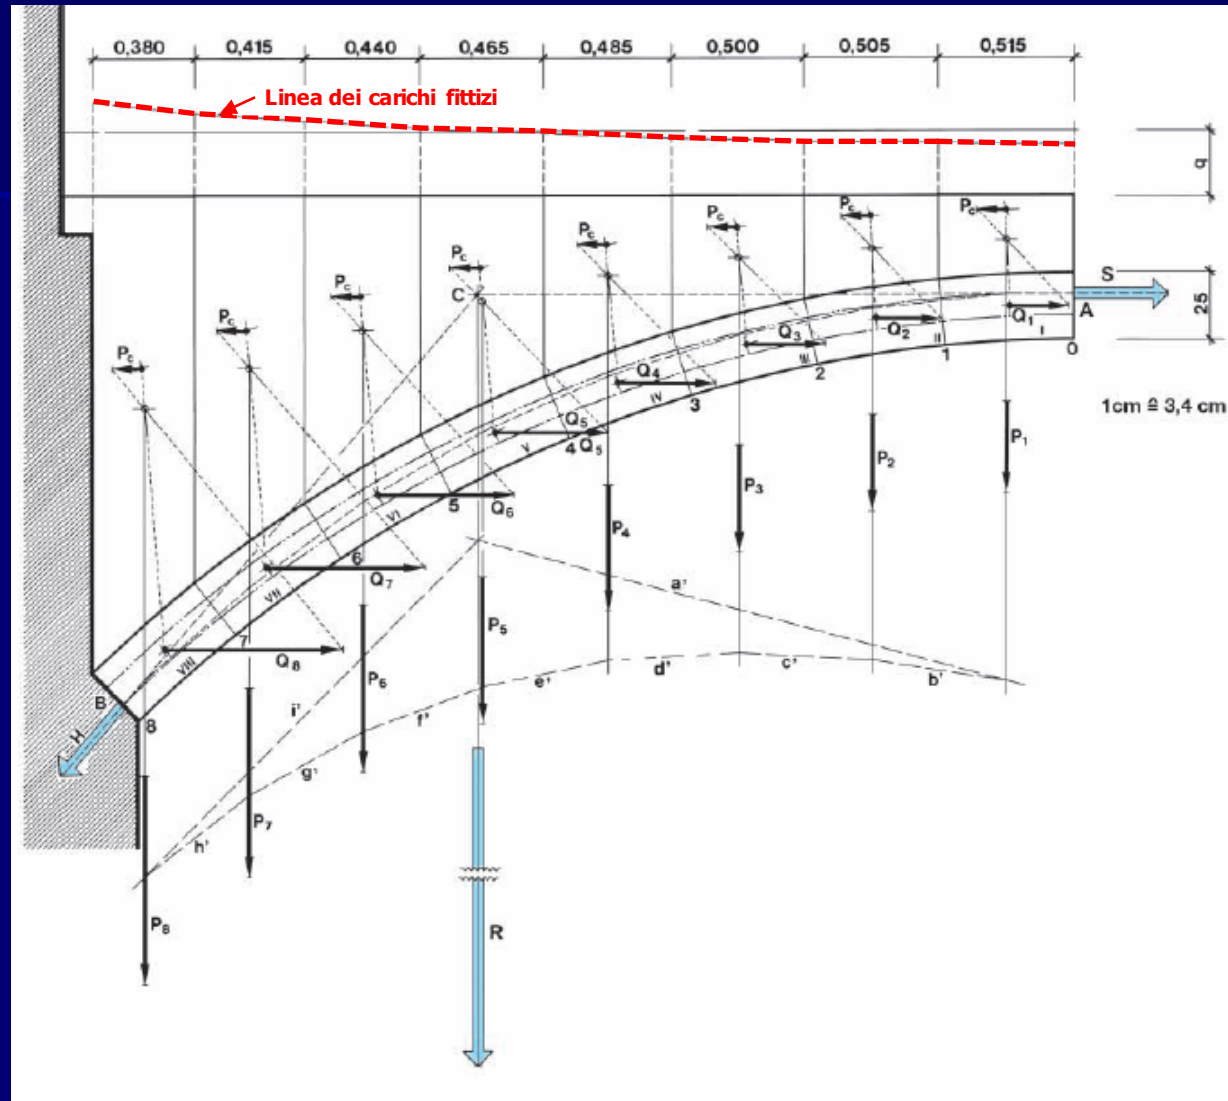 0,380 0,415 0,440 0,465 0,485 0,500 0,505 0,515
Linea dei carichi fittizi
q
Pc Pc Pc Pc Pc Pc Pc Pc
C
S
A
25
Q1 Q2 Q3 Q4 Q5 Q5 Q6 Q7 Q8
I II III IV V VI VII VIII
0 1 2 3 4 5 6 7 8
1cm ≙ 3,4 cm
P1 P2 P3 P4 P5 P6 P7 P8
a' b' c' d' e' f' g' h' i'
B
H
R